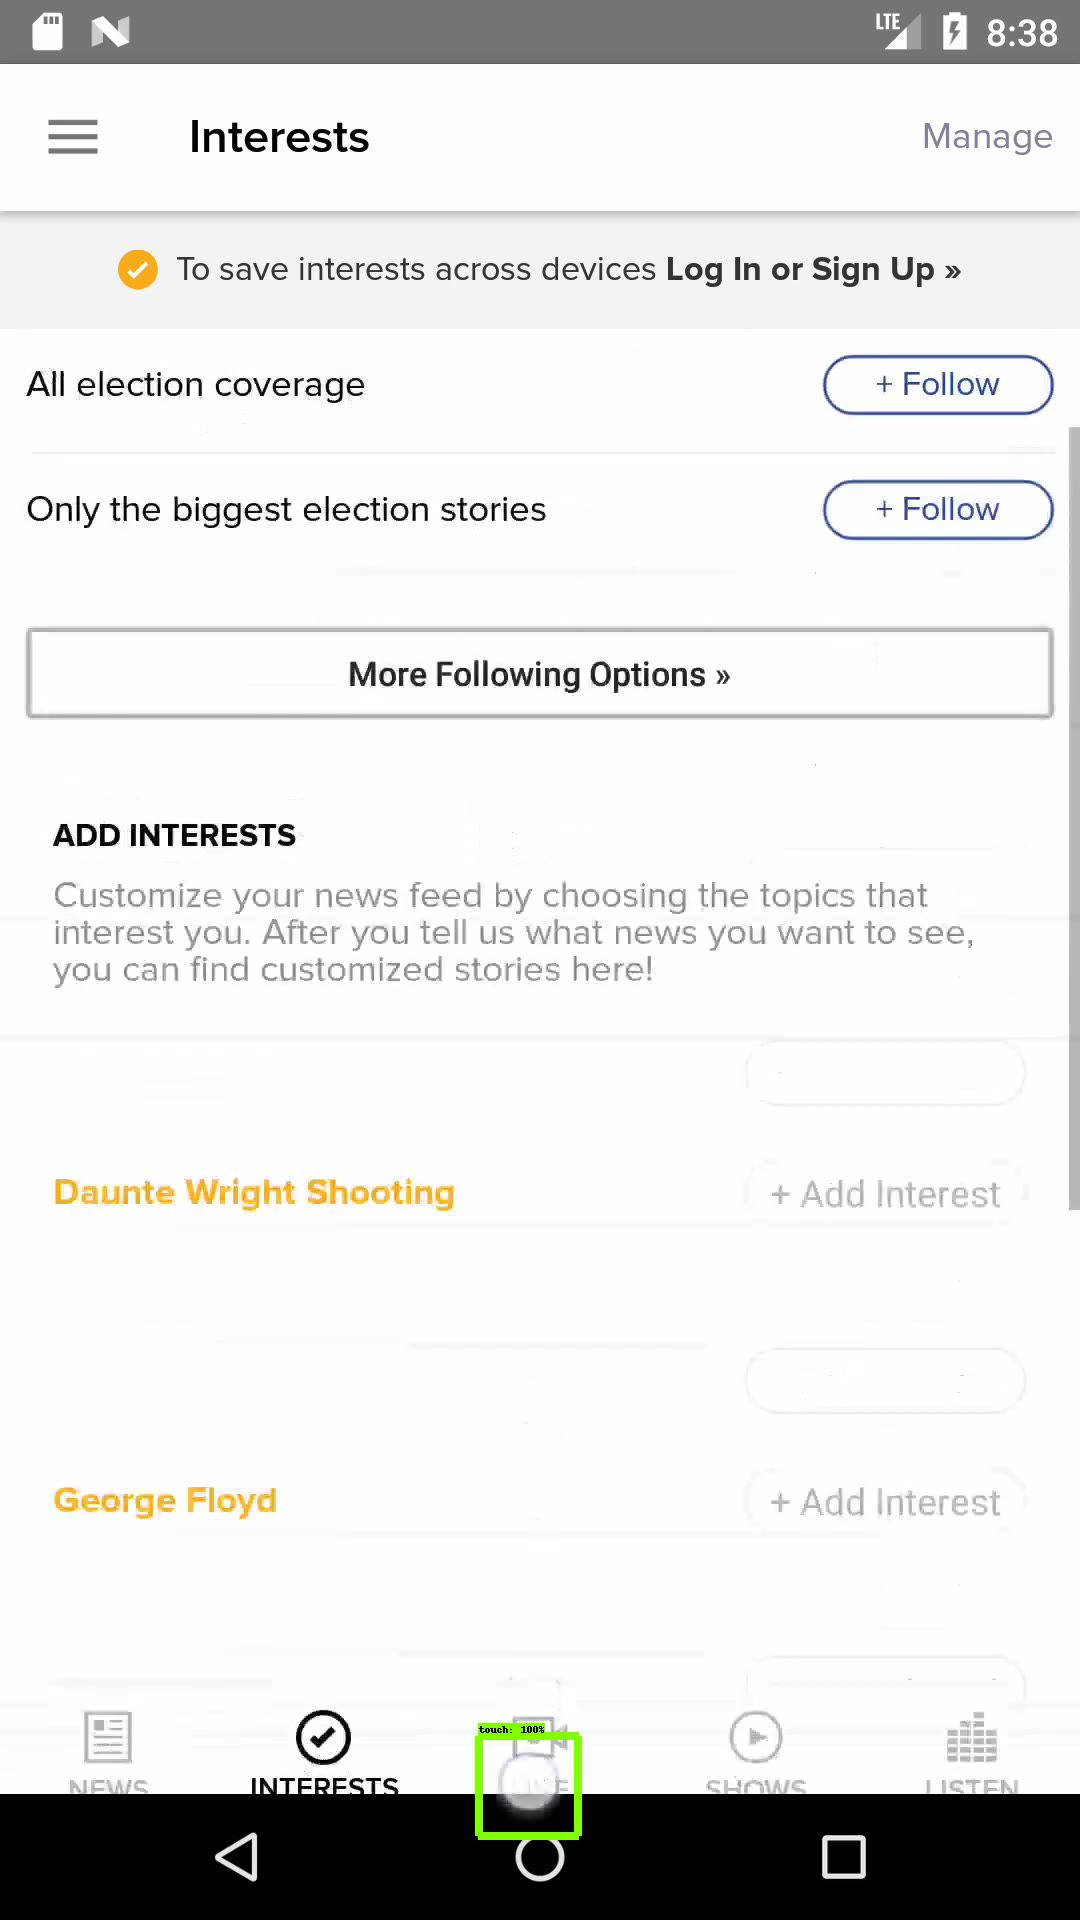 LTE 8:38
Interests
Manage
To save interests across devices Log In or Sign Up »
All election coverage
+ Follow
Only the biggest election stories
+ Follow
More Following Options »
ADD INTERESTS
Customize your news feed by choosing the topics that
interest you. After you tell us what news you want to see,
you can find customized stories here!
Daunte Wright Shooting
+ Add Interest
George Floyd
+ Add Interest
touch: 100%
NEWS
INTERESTS
SHOWS
LISTEN